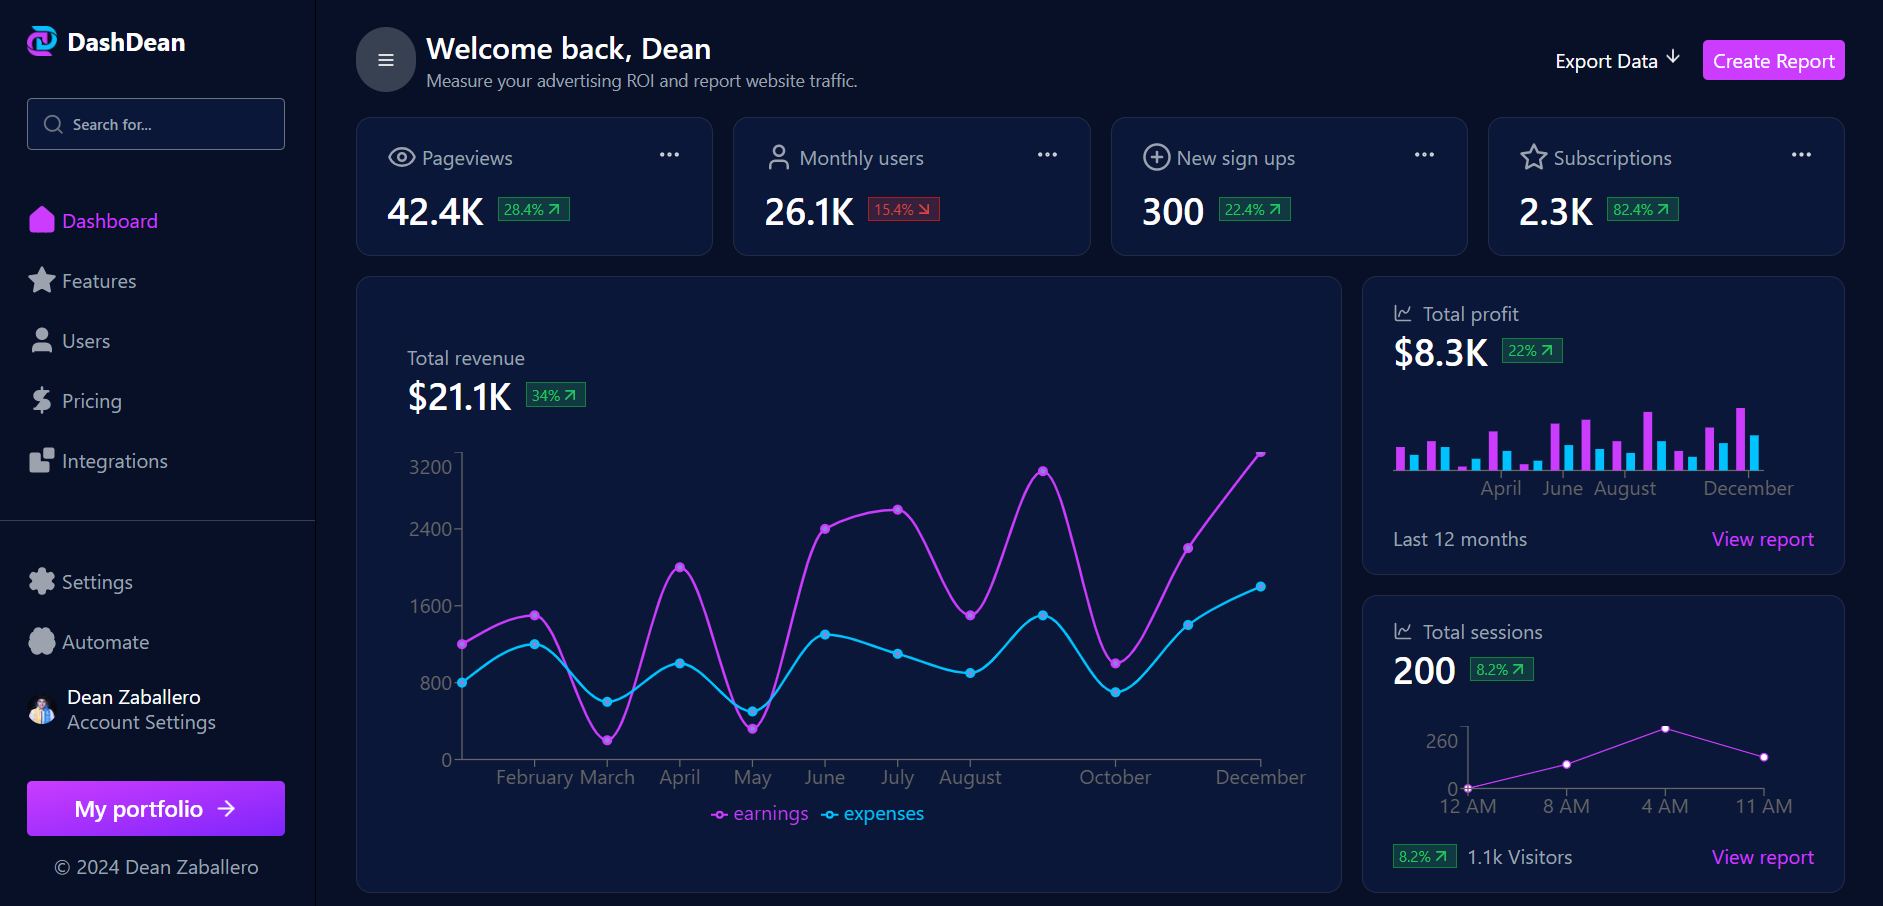 DashDean
Search for...
Dashboard
Features
Users
Pricing
Integrations
Settings
Automate
Dean Zaballero
Account Settings
My portfolio
© 2024 Dean Zaballero
Welcome back, Dean
Measure your advertising ROI and report website traffic.
Export Data
Create Report
Pageviews
42.4K 28.4%
Monthly users
26.1K 15.4%
New sign ups
300 22.4%
Subscriptions
2.3K 82.4%
Total revenue
$21.1K 34%
3200
2400
1600
800
0
February March April May June July August October December
earnings expenses
Total profit
$8.3K 22%
April June August December
Last 12 months View report
Total sessions
200 8.2%
260
0
12 AM 8 AM 4 AM 11 AM
8.2% 1.1k Visitors View report